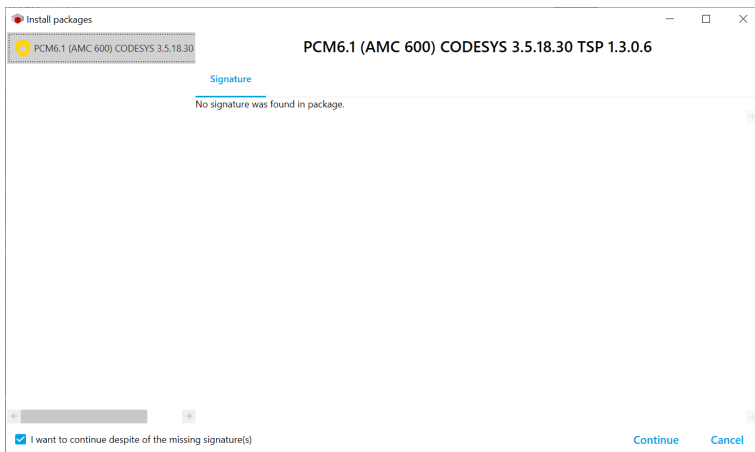 Install packages
PCM6.1 (AMC 600) CODESYS 3.5.18.30
PCM6.1 (AMC 600) CODESYS 3.5.18.30 TSP 1.3.0.6
Signature
No signature was found in package.
I want to continue despite of the missing signature(s)
Continue
Cancel